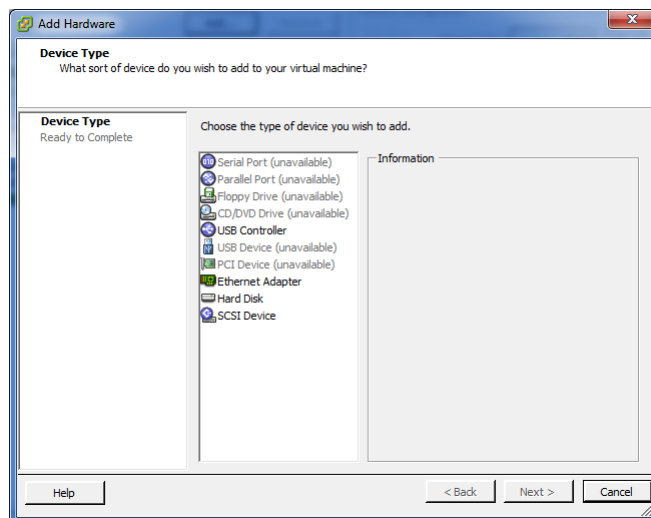 Add Hardware
Device Type
What sort of device do you wish to add to your virtual machine?
Device Type
Ready to Complete
Choose the type of device you wish to add.
Serial Port (unavailable)
Parallel Port (unavailable)
Floppy Drive (unavailable)
CD/DVD Drive (unavailable)
USB Controller
USB Device (unavailable)
PCI Device (unavailable)
Ethernet Adapter
Hard Disk
SCSI Device
Information
Help
< Back
Next >
Cancel